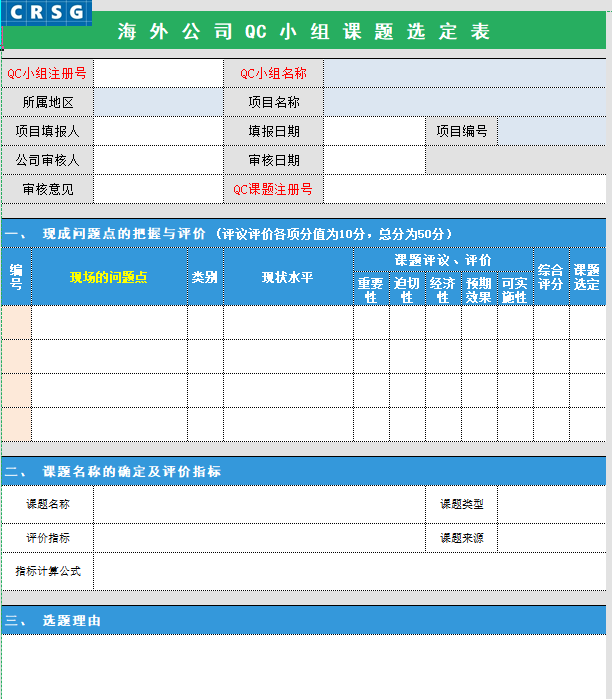 CRSG
海外公司QC小组课题选定表
QC小组注册号 QC小组名称
所属地区 项目名称
项目填报人 填报日期 项目编号
公司审核人 审核日期
审核意见 QC课题注册号
一、 现成问题点的把握与评价（评议评价各项分值为10分，总分为50分）
编号 现场的问题点 类别 现状水平 课题评议、评价 综合评分 课题选定
重要性 迫切性 经济性 预期效果 可实施性
二、 课题名称的确定及评价指标
课题名称 课题类型
评价指标 课题来源
指标计算公式
三、 选题理由